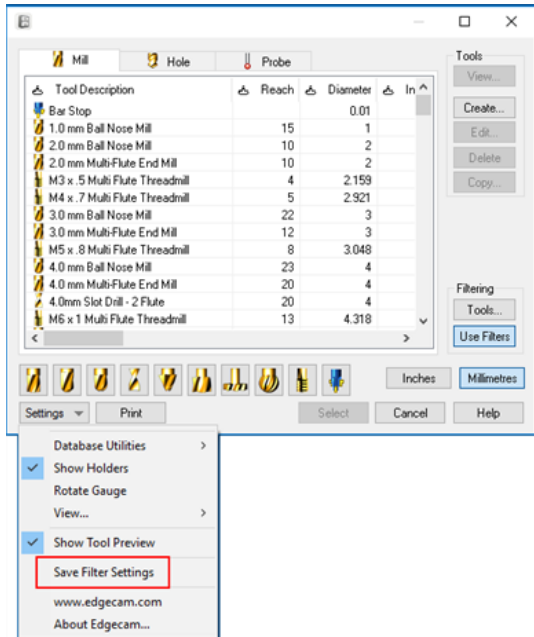 Mill Hole Probe
Tools
View...
Tool Description Reach Diameter In
Bar Stop 0.01
Create...
1.0 mm Ball Nose Mill 15 1
Edit...
2.0 mm Ball Nose Mill 10 2
2.0 mm Multi-Flute End Mill 10 2
Delete
M3 x .5 Multi Flute Threadmill 4 2.159
Copy...
M4 x .7 Multi Flute Threadmill 5 2.921
3.0 mm Ball Nose Mill 22 3
3.0 mm Multi-Flute End Mill 12 3
M5 x .8 Multi Flute Threadmill 8 3.048
4.0 mm Ball Nose Mill 23 4
4.0 mm Multi-Flute End Mill 20 4
Filtering
4.0mm Slot Drill - 2 Flute 20 4
Tools...
M6 x 1 Multi Flute Threadmill 13 4.318
Use Filters
Inches Millimetres
Settings Print Select Cancel Help
Database Utilities
Show Holders
Rotate Gauge
View...
Show Tool Preview
Save Filter Settings
www.edgecam.com
About Edgecam...